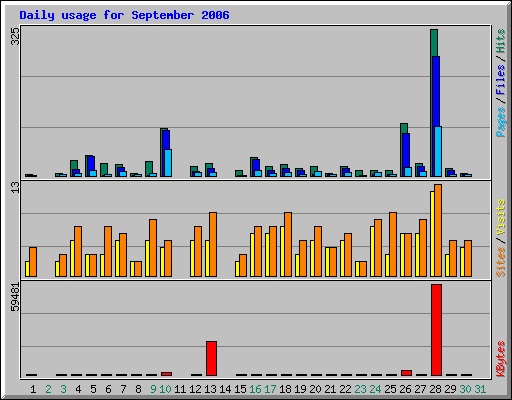 Daily usage for September 2006
325
Pages / Files / Hits
13
Sites / Visits
59481
KBytes
1 2 3 4 5 6 7 8 9 10 11 12 13 14 15 16 17 18 19 20 21 22 23 24 25 26 27 28 29 30 31